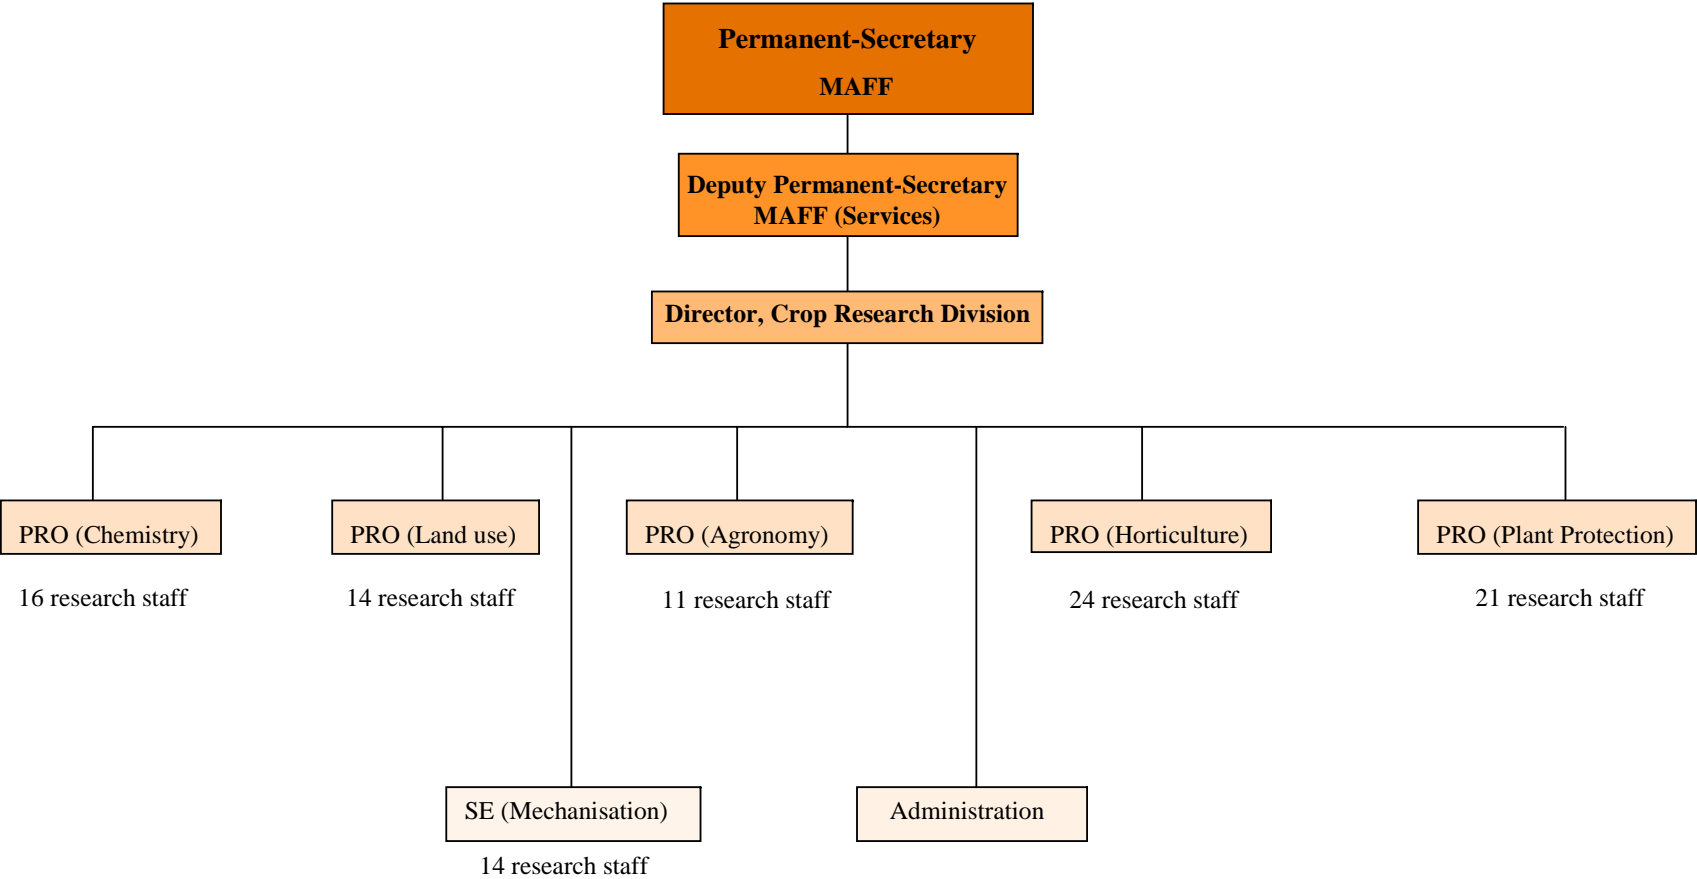 Permanent-Secretary
MAFF
Deputy Permanent-Secretary
MAFF (Services)
Director, Crop Research Division
PRO (Chemistry)
PRO (Land use)
PRO (Agronomy)
PRO (Horticulture)
PRO (Plant Protection)
16 research staff
14 research staff
11 research staff
24 research staff
21 research staff
SE (Mechanisation)
Administration
14 research staff